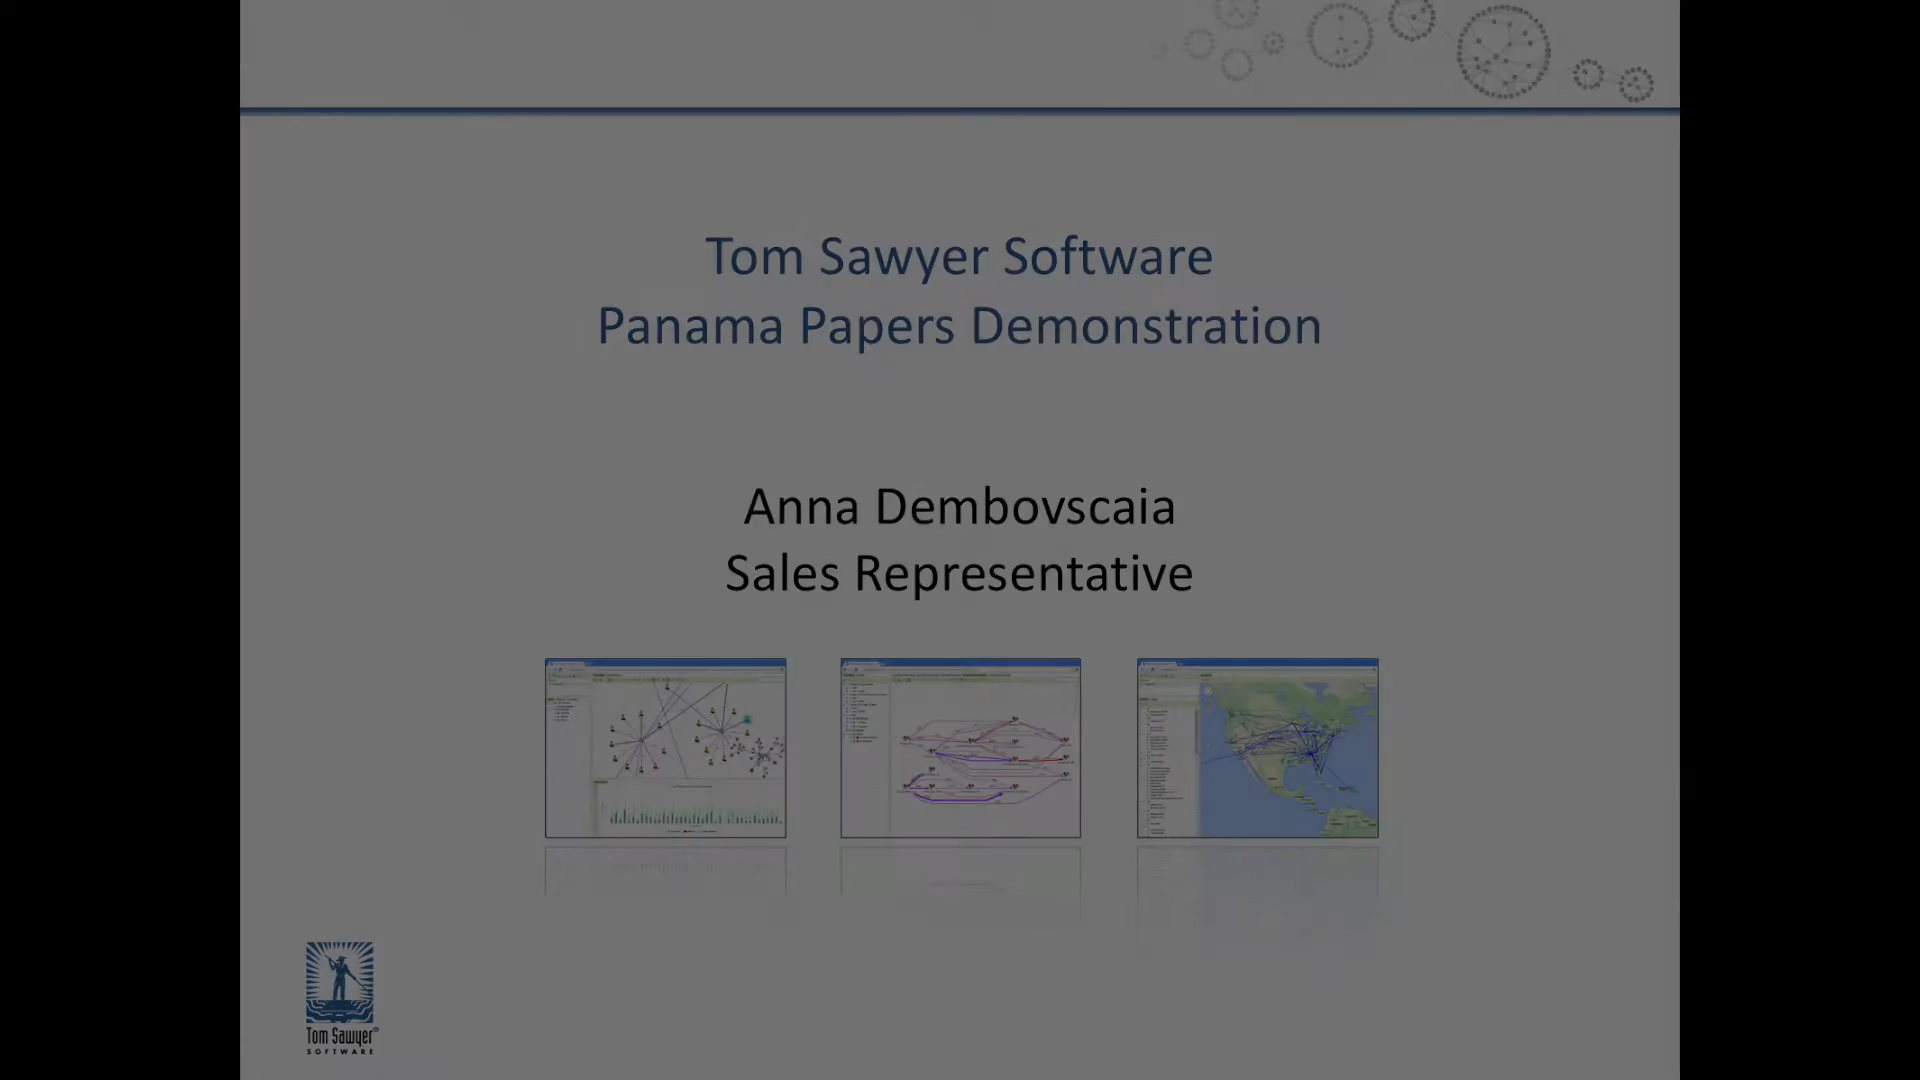 Tom Sawyer Software
Panama Papers Demonstration
Anna Dembovscaia
Sales Representative
Tom Sawyer®
SOFTWARE